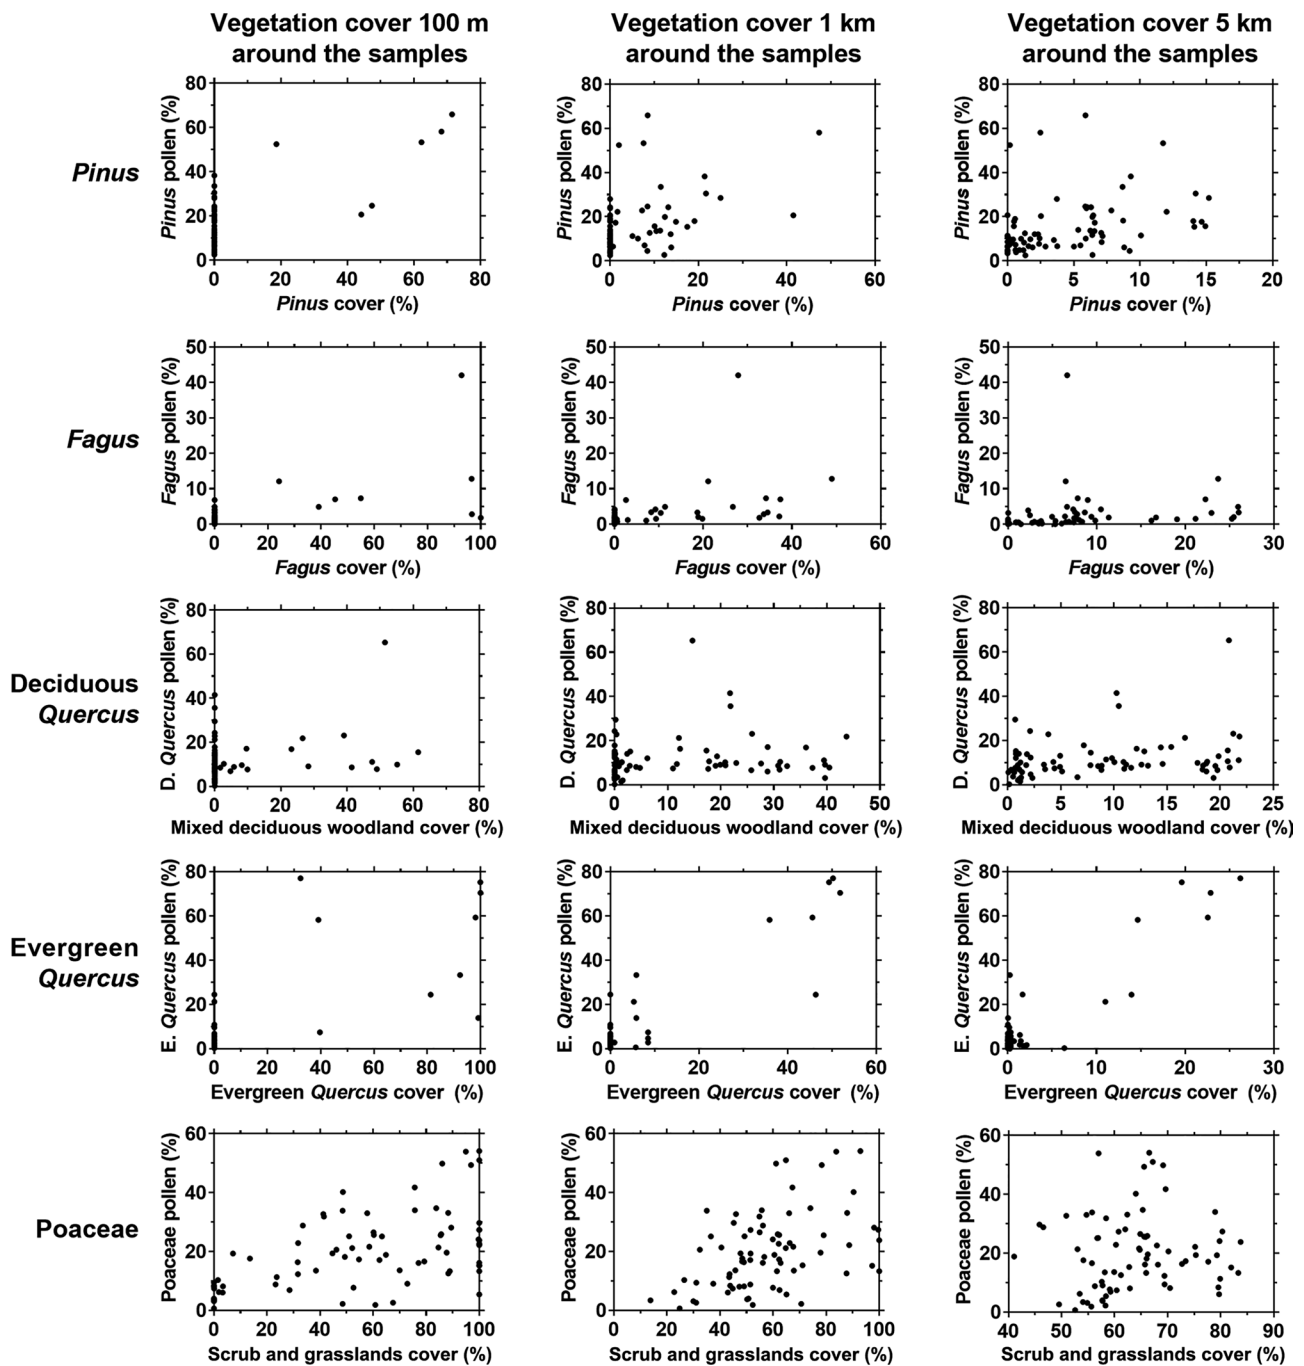 Vegetation cover 100 m
around the samples
Vegetation cover 1 km
around the samples
Vegetation cover 5 km
around the samples
Pinus
Pinus pollen (%)
80
60
40
20
0
0 20 40 60 80
Pinus cover (%)
Pinus pollen (%)
80
60
40
20
0
0 20 40 60
Pinus cover (%)
Pinus pollen (%)
80
60
40
20
0
0 5 10 15 20
Pinus cover (%)
Fagus
Fagus pollen (%)
50
40
30
20
10
0
0 20 40 60 80 100
Fagus cover (%)
Fagus pollen (%)
50
40
30
20
10
0
0 20 40 60
Fagus cover (%)
Fagus pollen (%)
50
40
30
20
10
0
0 10 20 30
Fagus cover (%)
Deciduous
Quercus
D. Quercus pollen (%)
80
60
40
20
0
0 20 40 60 80
Mixed deciduous woodland cover (%)
D. Quercus pollen (%)
80
60
40
20
0
0 10 20 30 40 50
Mixed deciduous woodland cover (%)
D. Quercus pollen (%)
80
60
40
20
0
0 5 10 15 20 25
Mixed deciduous woodland cover (%)
Evergreen
Quercus
E. Quercus pollen (%)
80
60
40
20
0
0 20 40 60 80 100
Evergreen Quercus cover (%)
E. Quercus pollen (%)
80
60
40
20
0
0 20 40 60
Evergreen Quercus cover (%)
E. Quercus pollen (%)
80
60
40
20
0
0 10 20 30
Evergreen Quercus cover (%)
Poaceae
Poaceae pollen (%)
60
40
20
0
0 20 40 60 80 100
Scrub and grasslands cover (%)
Poaceae pollen (%)
60
40
20
0
0 20 40 60 80 100
Scrub and grasslands cover (%)
Poaceae pollen (%)
60
40
20
0
40 50 60 70 80 90
Scrub and grasslands cover (%)